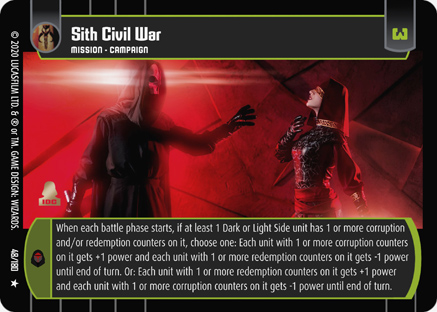 Sith Civil War
MISSION - CAMPAIGN
3
IDC
When each battle phase starts, if at least 1 Dark or Light Side unit has 1 or more corruption
and/or redemption counters on it, choose one: Each unit with 1 or more corruption counters
on it gets +1 power and each unit with 1 or more redemption counters on it gets -1 power
until end of turn. Or: Each unit with 1 or more redemption counters on it gets +1 power
and each unit with 1 or more corruption counters on it gets -1 power until end of turn.
© 2020 LUCASFILM LTD. & ® or TM. GAME DESIGN: WIZARDS.